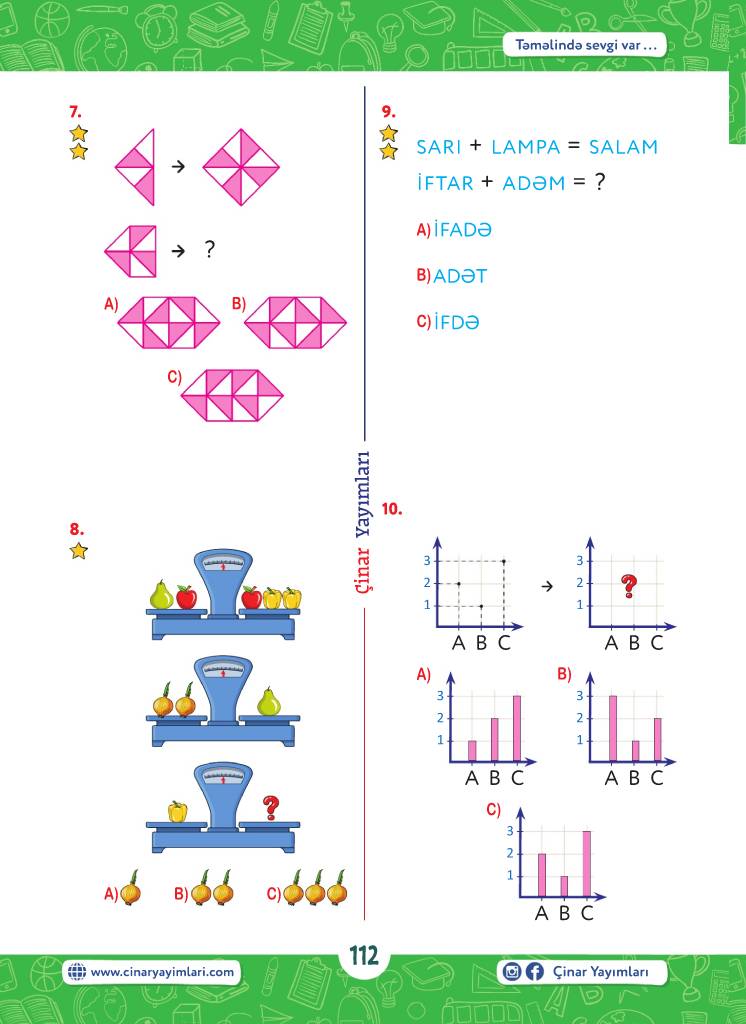 Təməlində sevgi var ...
7.
→
→ ?
A)
B)
C)
8.
?
A)
B)
C)
9.
SARI + LAMPA = SALAM
İFTAR + ADƏM = ?
A) İFADƏ
B) ADƏT
C) İFDƏ
10.
3
2
1
A B C
→
3
2
1
?
A B C
A)
3
2
1
A B C
B)
3
2
1
A B C
C)
3
2
1
A B C
Çinar Yayımları
112
www.cinaryayimlari.com
Çinar Yayımları